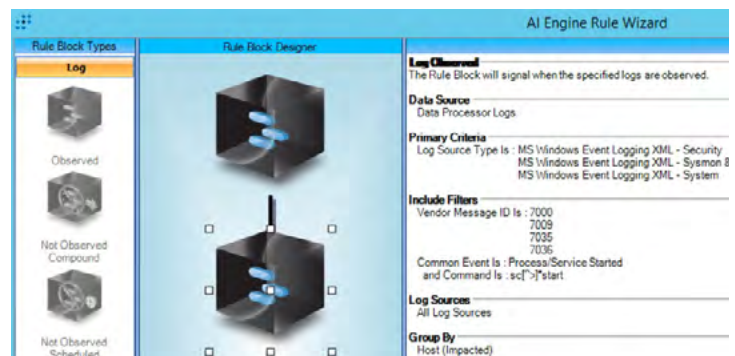 AI Engine Rule Wizard
Rule Block Types
Log
Observed
Not Observed
Compound
Not Observed
Scheduled
Rule Block Designer
Log Observed
The Rule Block will signal when the specified logs are observed.
Data Source
Data Processor Logs
Primary Criteria
Log Source Type Is : MS Windows Event Logging XML - Security
MS Windows Event Logging XML - Sysmon 8
MS Windows Event Logging XML - System
Include Filters
Vendor Message ID Is : 7000
7009
7035
7036
Common Event Is : Process/Service Started
and Command Is : sc[^>]*start
Log Sources
All Log Sources
Group By
Host (Impacted)